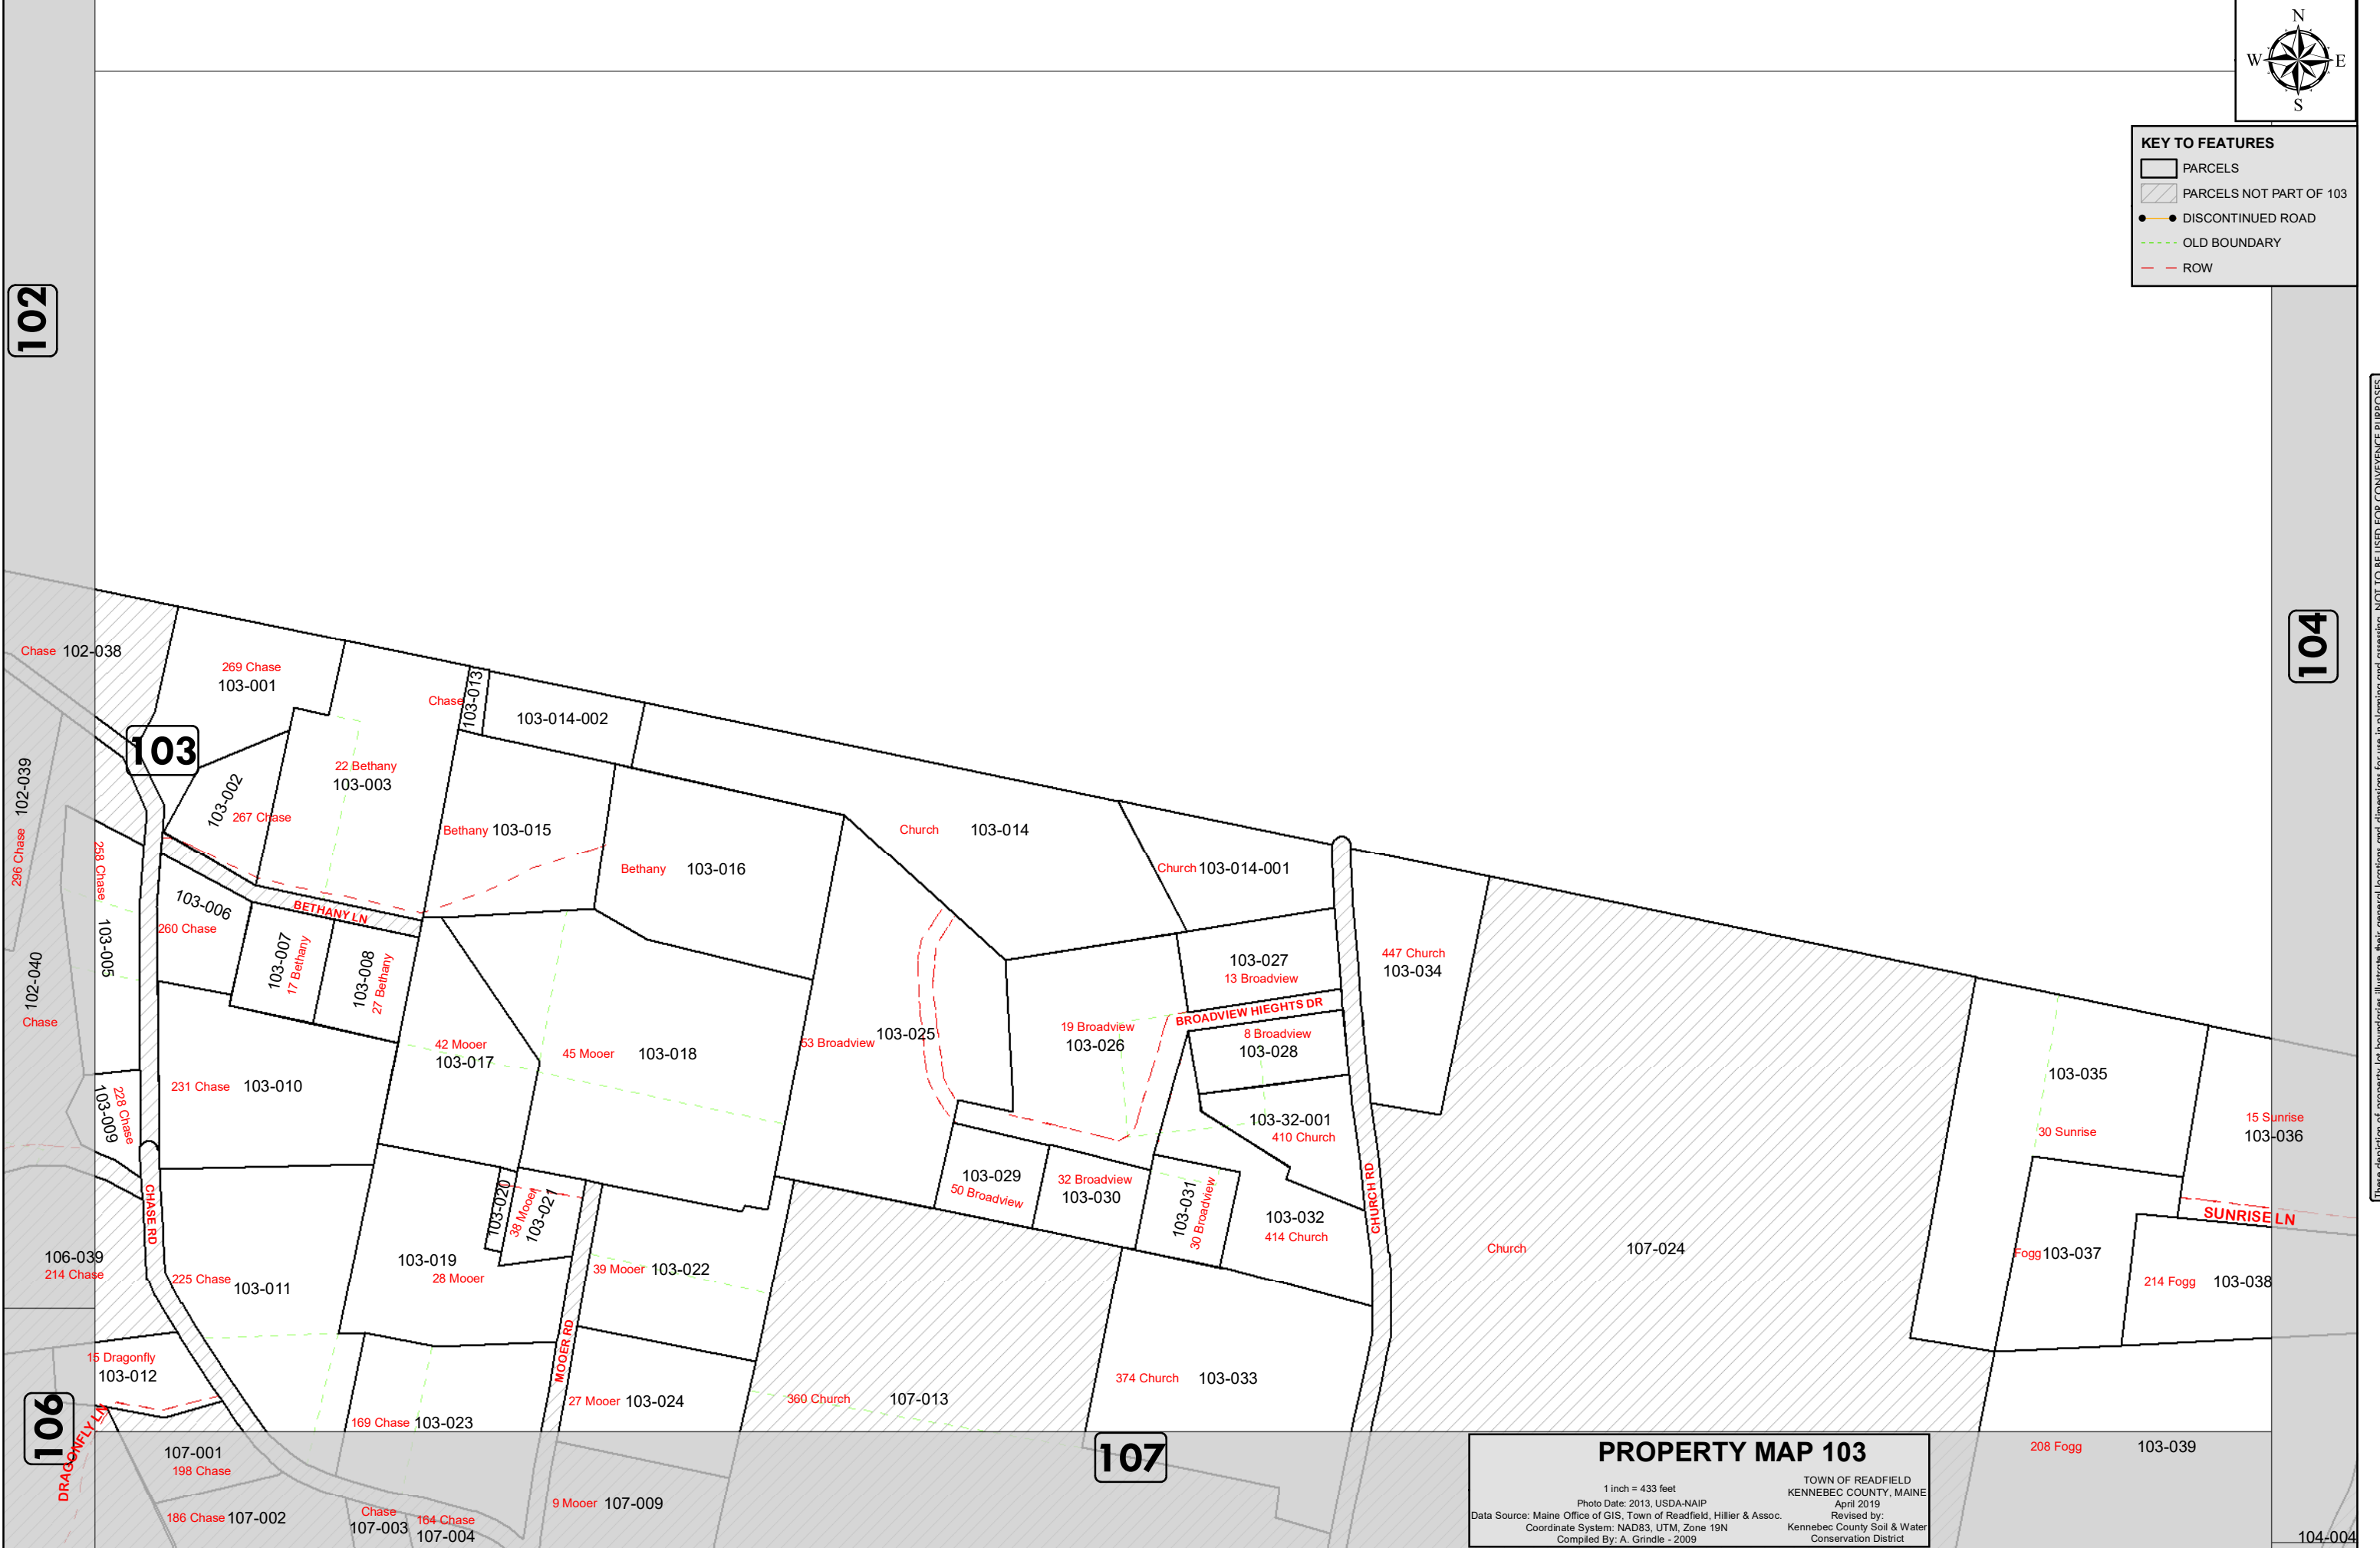 N
W E
S
KEY TO FEATURES
PARCELS
PARCELS NOT PART OF 103
DISCONTINUED ROAD
OLD BOUNDARY
ROW
102
104
103
106
107
Chase 102-038
269 Chase
103-001
Chase
103-013
103-014-002
102-039
296 Chase
103-002
267 Chase
22 Bethany
103-003
Bethany 103-015
Bethany 103-016
Church 103-014
Church 103-014-001
258 Chase
103-005
103-006
260 Chase
BETHANY LN
103-007
17 Bethany
103-008
27 Bethany
102-040
Chase
103-027
13 Broadview
BROADVIEW HIEGHTS DR
8 Broadview
103-028
447 Church
103-034
42 Mooer
103-017
45 Mooer 103-018
53 Broadview 103-025
19 Broadview
103-026
103-32-001
410 Church
103-035
30 Sunrise
15 Sunrise
103-036
231 Chase 103-010
103-009
228 Chase
CHASE RD
103-020
38 Mooer
103-021
103-029
50 Broadview
32 Broadview
103-030
103-031
30 Broadview
103-032
414 Church
CHURCH RD
SUNRISE LN
106-039
214 Chase
225 Chase 103-011
103-019
28 Mooer
39 Mooer 103-022
Church 107-024
Fogg 103-037
214 Fogg 103-038
15 Dragonfly
103-012
MOOER RD
169 Chase 103-023
27 Mooer 103-024
360 Church 107-013
374 Church 103-033
DRAGONFLY LN
107-001
198 Chase
186 Chase 107-002
Chase
107-003
164 Chase
107-004
9 Mooer 107-009
208 Fogg 103-039
104-004
PROPERTY MAP 103
1 inch = 433 feet
Photo Date: 2013, USDA-NAIP
Data Source: Maine Office of GIS, Town of Readfield, Hillier & Assoc.
Coordinate System: NAD83, UTM, Zone 19N
Compiled By: A. Grindle - 2009
TOWN OF READFIELD
KENNEBEC COUNTY, MAINE
April 2019
Revised by:
Kennebec County Soil & Water
Conservation District